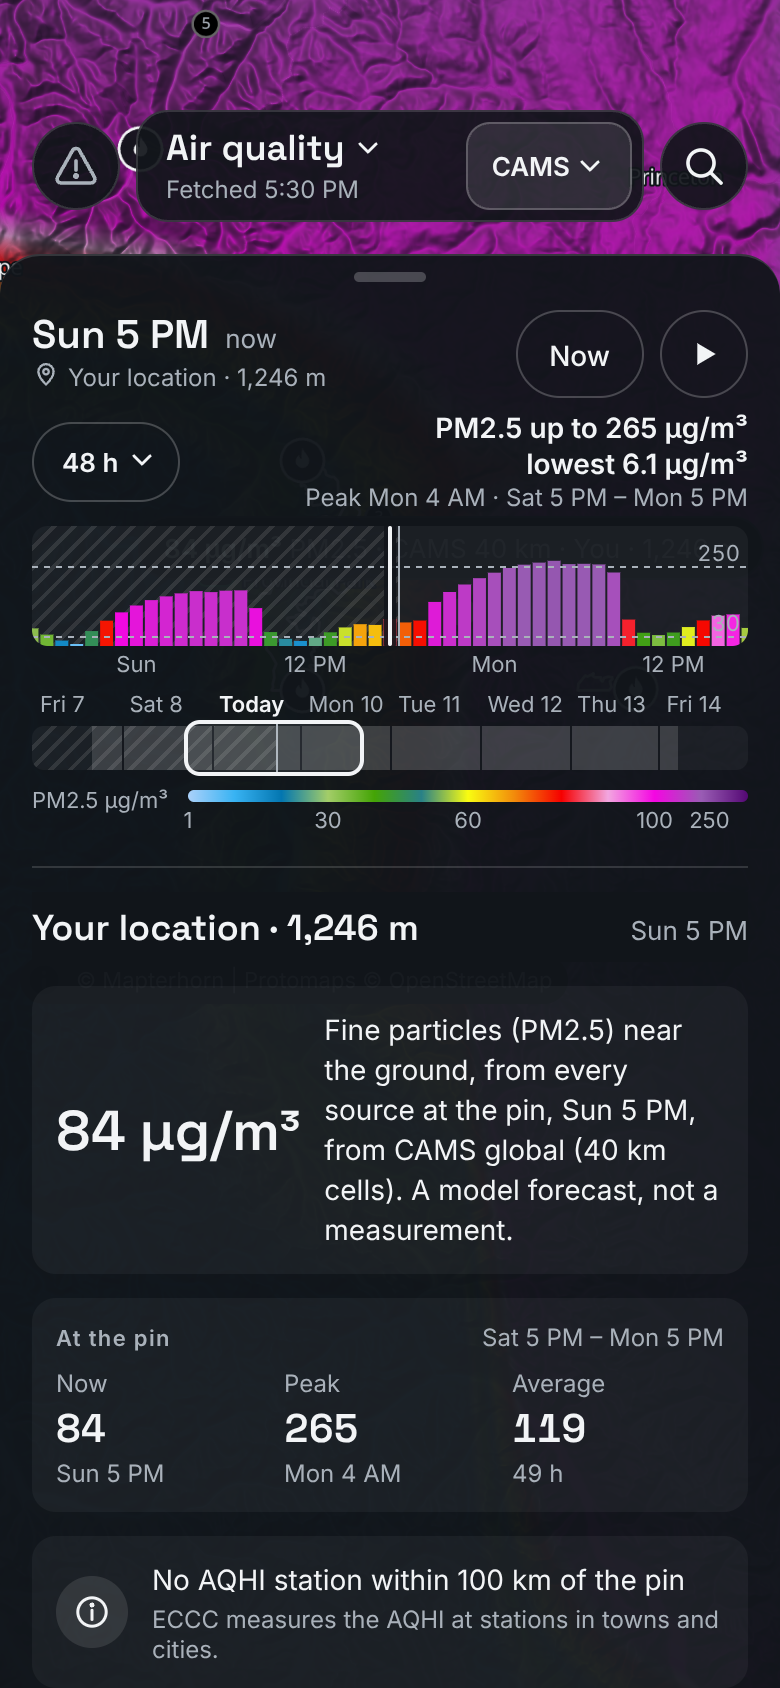 5
Air quality
Fetched 5:30 PM
CAMS
Princeton
Sun 5 PM now
Your location · 1,246 m
Now
48 h
PM2.5 up to 265 µg/m³
lowest 6.1 µg/m³
Peak Mon 4 AM · Sat 5 PM – Mon 5 PM
250
30
Sun 12 PM Mon 12 PM
Fri 7 Sat 8 Today Mon 10 Tue 11 Wed 12 Thu 13 Fri 14
PM2.5 µg/m³
1 30 60 100 250
Your location · 1,246 m
Sun 5 PM
© Mapterhorn | Protomaps © OpenStreetMap
84 µg/m³
Fine particles (PM2.5) near
the ground, from every
source at the pin, Sun 5 PM,
from CAMS global (40 km
cells). A model forecast, not a
measurement.
At the pin
Sat 5 PM – Mon 5 PM
Now Peak Average
84 265 119
Sun 5 PM Mon 4 AM 49 h
No AQHI station within 100 km of the pin
ECCC measures the AQHI at stations in towns and
cities.